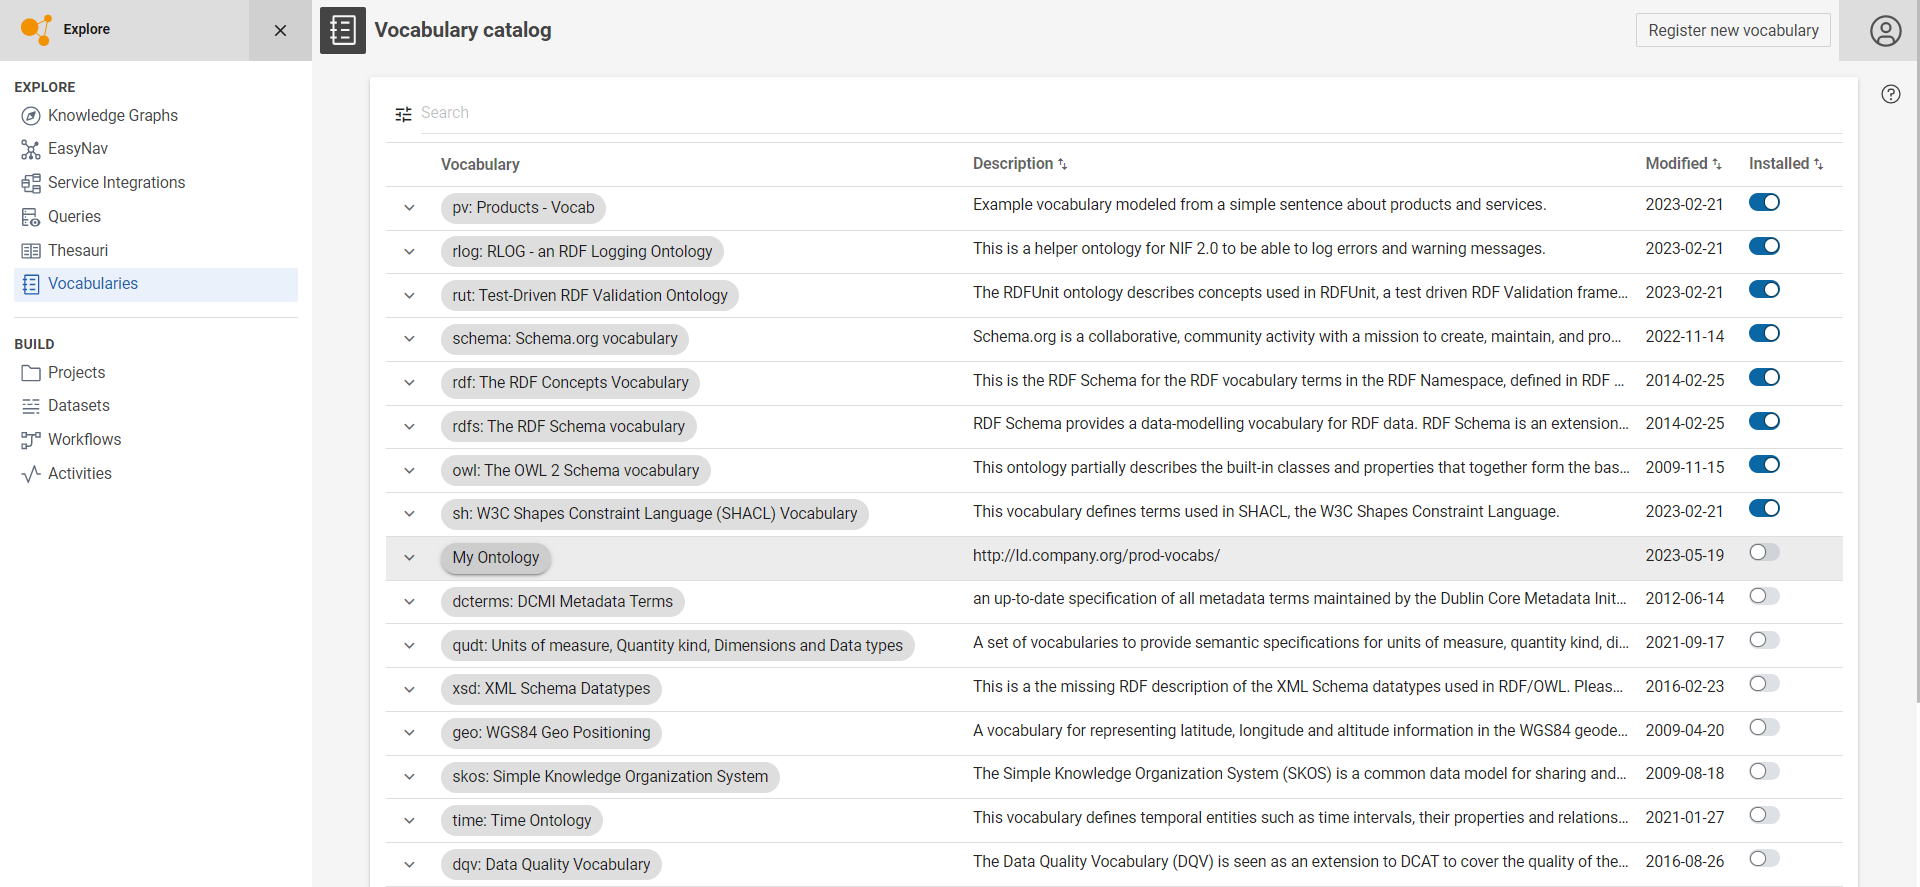 Explore
Vocabulary catalog
Register new vocabulary
EXPLORE
Knowledge Graphs
EasyNav
Service Integrations
Queries
Thesauri
Vocabularies
BUILD
Projects
Datasets
Workflows
Activities
Search
Vocabulary Description Modified Installed
pv: Products - Vocab Example vocabulary modeled from a simple sentence about products and services. 2023-02-21
rlog: RLOG - an RDF Logging Ontology This is a helper ontology for NIF 2.0 to be able to log errors and warning messages. 2023-02-21
rut: Test-Driven RDF Validation Ontology The RDFUnit ontology describes concepts used in RDFUnit, a test driven RDF Validation frame... 2023-02-21
schema: Schema.org vocabulary Schema.org is a collaborative, community activity with a mission to create, maintain, and pro... 2022-11-14
rdf: The RDF Concepts Vocabulary This is the RDF Schema for the RDF vocabulary terms in the RDF Namespace, defined in RDF ... 2014-02-25
rdfs: The RDF Schema vocabulary RDF Schema provides a data-modelling vocabulary for RDF data. RDF Schema is an extension... 2014-02-25
owl: The OWL 2 Schema vocabulary This ontology partially describes the built-in classes and properties that together form the bas... 2009-11-15
sh: W3C Shapes Constraint Language (SHACL) Vocabulary This vocabulary defines terms used in SHACL, the W3C Shapes Constraint Language. 2023-02-21
My Ontology http://ld.company.org/prod-vocabs/ 2023-05-19
dcterms: DCMI Metadata Terms an up-to-date specification of all metadata terms maintained by the Dublin Core Metadata Init... 2012-06-14
qudt: Units of measure, Quantity kind, Dimensions and Data types A set of vocabularies to provide semantic specifications for units of measure, quantity kind, di... 2021-09-17
xsd: XML Schema Datatypes This is a the missing RDF description of the XML Schema datatypes used in RDF/OWL. Pleas... 2016-02-23
geo: WGS84 Geo Positioning A vocabulary for representing latitude, longitude and altitude information in the WGS84 geode... 2009-04-20
skos: Simple Knowledge Organization System The Simple Knowledge Organization System (SKOS) is a common data model for sharing and... 2009-08-18
time: Time Ontology This vocabulary defines temporal entities such as time intervals, their properties and relations... 2021-01-27
dqv: Data Quality Vocabulary The Data Quality Vocabulary (DQV) is seen as an extension to DCAT to cover the quality of the... 2016-08-26